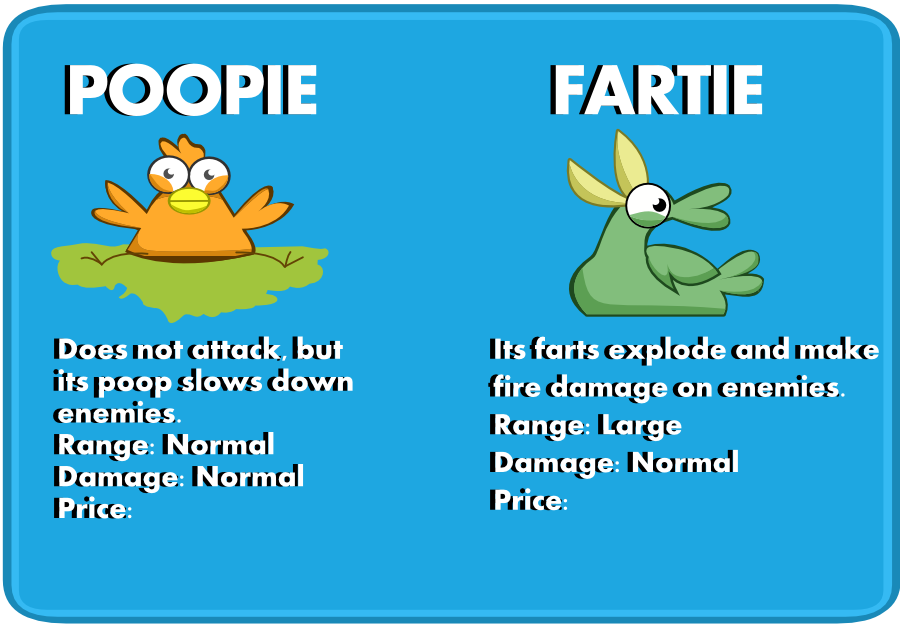 POOPIE
Does not attack, but
its poop slows down
enemies.
Range: Normal
Damage: Normal
Price:
FARTIE
Its farts explode and make
fire damage on enemies.
Range: Large
Damage: Normal
Price: